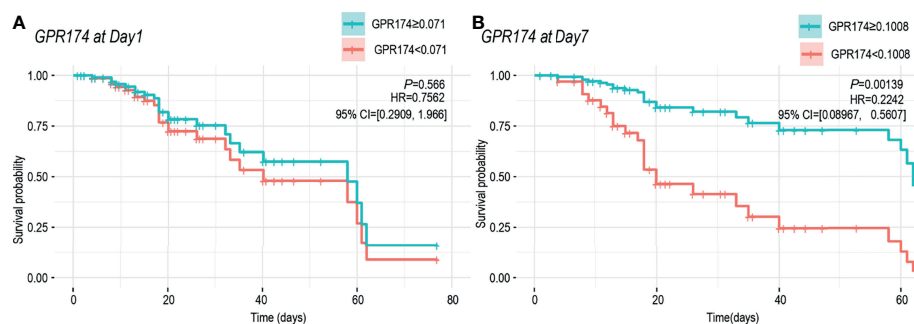 A
GPR174 at Day1
GPR174≥0.071
GPR174<0.071
P=0.566
HR=0.7562
95% CI=[0.2909, 1.966]
Survival probability
1.00
0.75
0.50
0.25
0.00
0
20
40
60
80
Time (days)
B
GPR174 at Day7
GPR174≥0.1008
GPR174<0.1008
P=0.00139
HR=0.2242
95% CI=[0.08967, 0.5607]
Survival probability
1.00
0.75
0.50
0.25
0.00
0
20
40
60
Time(days)